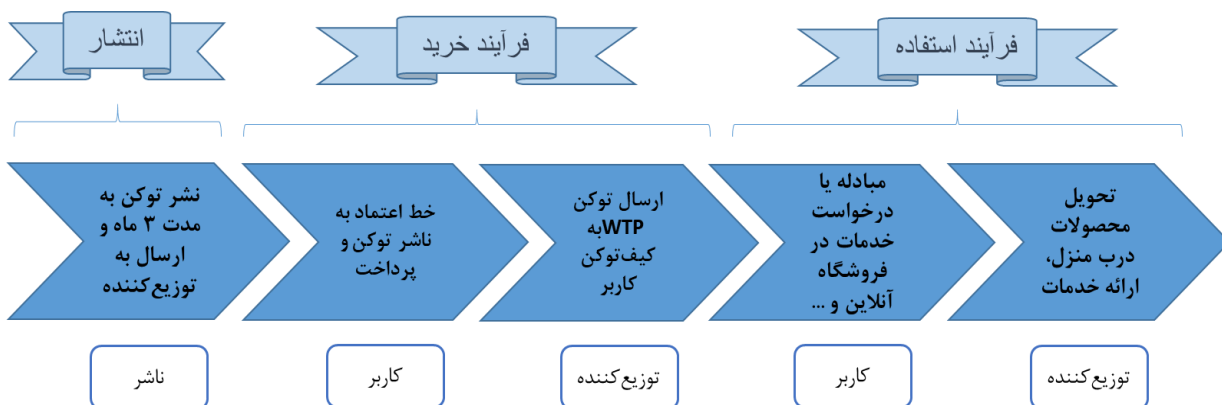 انتشار
فرآیند خرید
فرآیند استفاده
نشر توکن به
مدت ۳ ماه و
ارسال به
توزیع‌کننده
خط اعتماد به
ناشر توکن و
پرداخت
ارسال توکن
WTPبه
کیف‌توکن
کاربر
مبادله یا
درخواست
خدمات در
فروشگاه
آنلاین و ...
تحویل
محصولات
درب منزل،
ارائه خدمات
ناشر
کاربر
توزیع‌کننده
کاربر
توزیع‌کننده